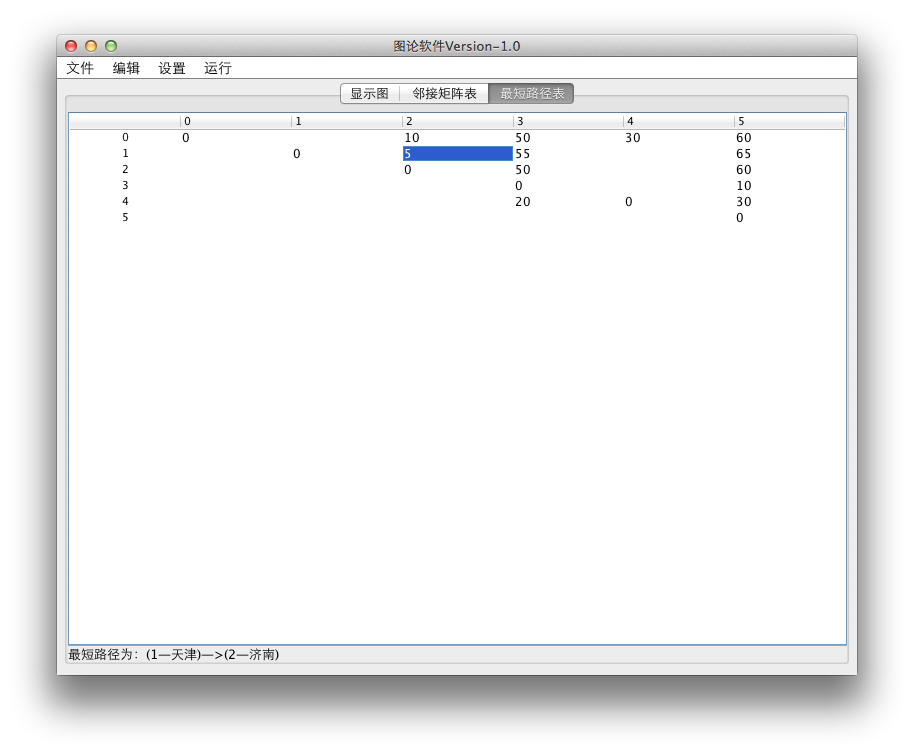 图论软件Version-1.0
文件 编辑 设置 运行
显示图 邻接矩阵表 最短路径表
0 1 2 3 4 5
0 0 10 50 30 60
1 0 5 55 65
2 0 50 60
3 0 10
4 20 0 30
5 0
最短路径为：(1—天津)—>(2—济南)